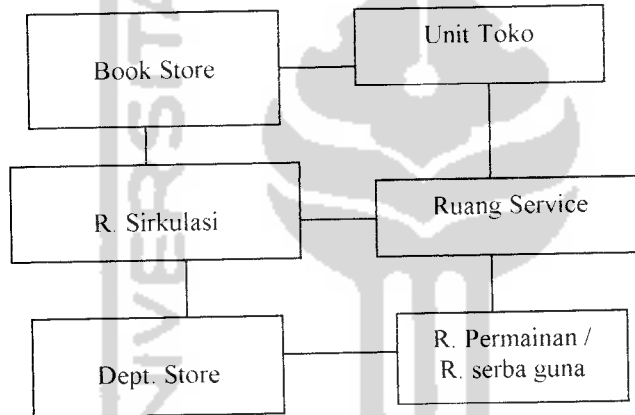 Book Store
Unit Toko
R. Sirkulasi
Ruang Service
Dept. Store
R. Permainan /
R. serba guna